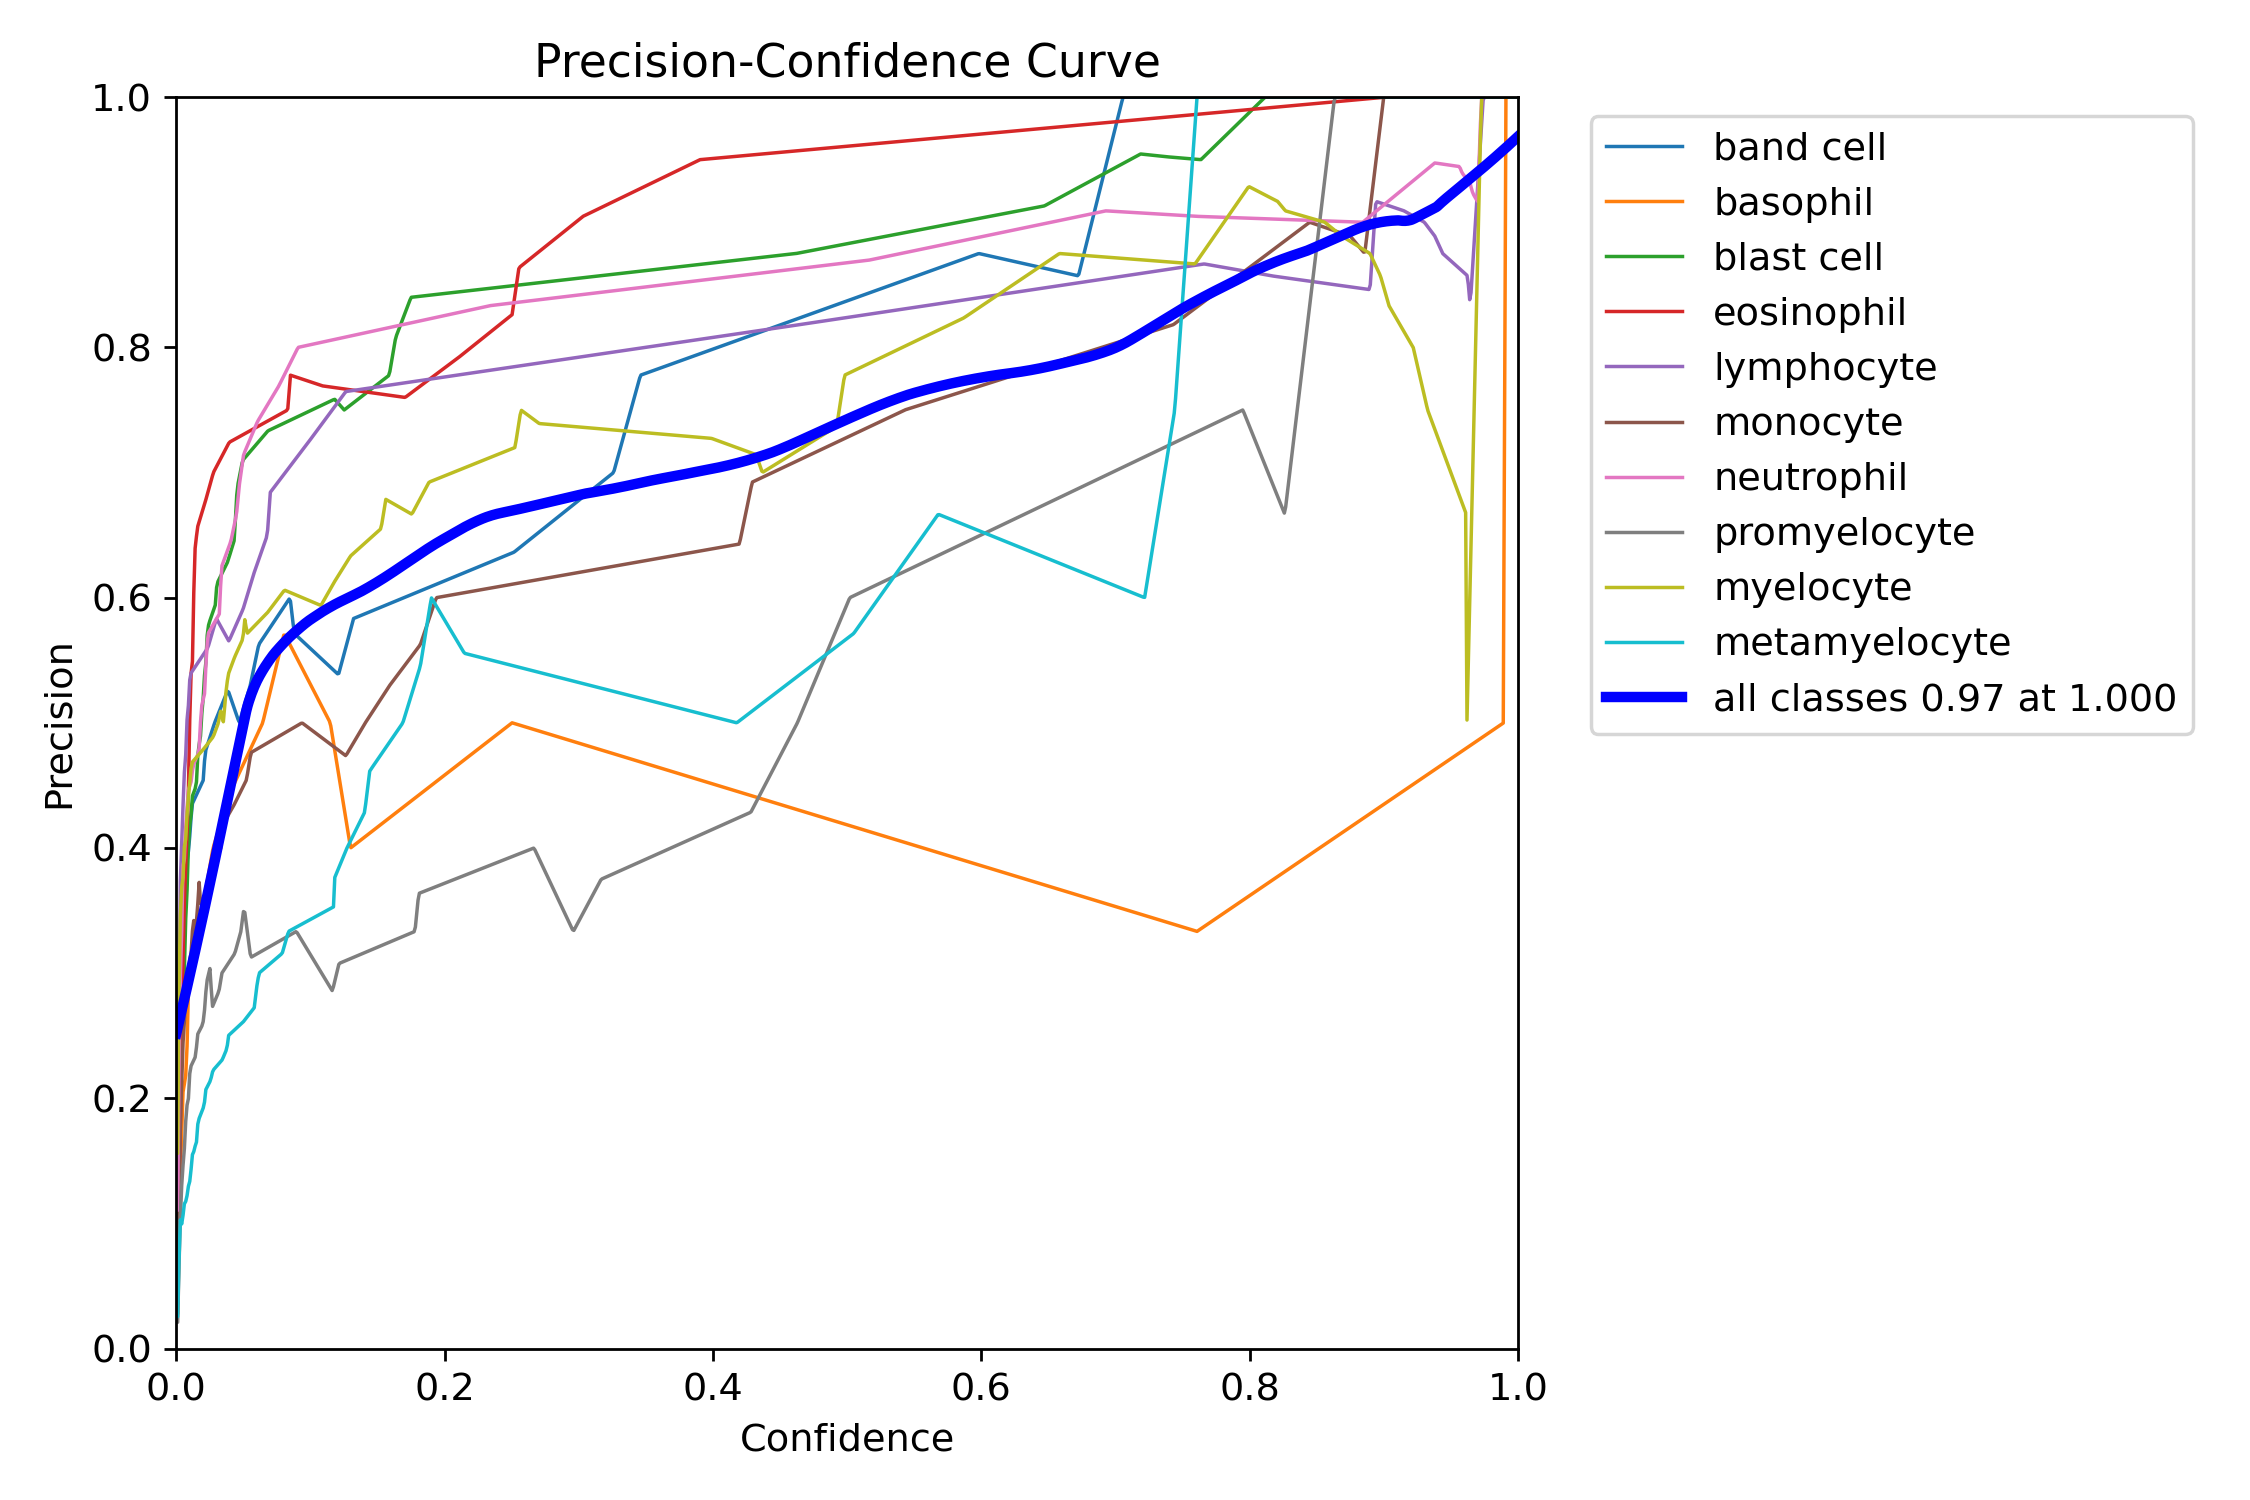 Precision-Confidence Curve
1.0
0.8
0.6
0.4
0.2
0.0
Precision
0.0 0.2 0.4 0.6 0.8 1.0
Confidence
band cell
basophil
blast cell
eosinophil
lymphocyte
monocyte
neutrophil
promyelocyte
myelocyte
metamyelocyte
all classes 0.97 at 1.000